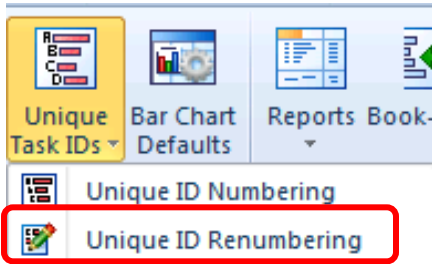 Unique Task IDs
Bar Chart Defaults
Reports
Book-
Unique ID Numbering
Unique ID Renumbering